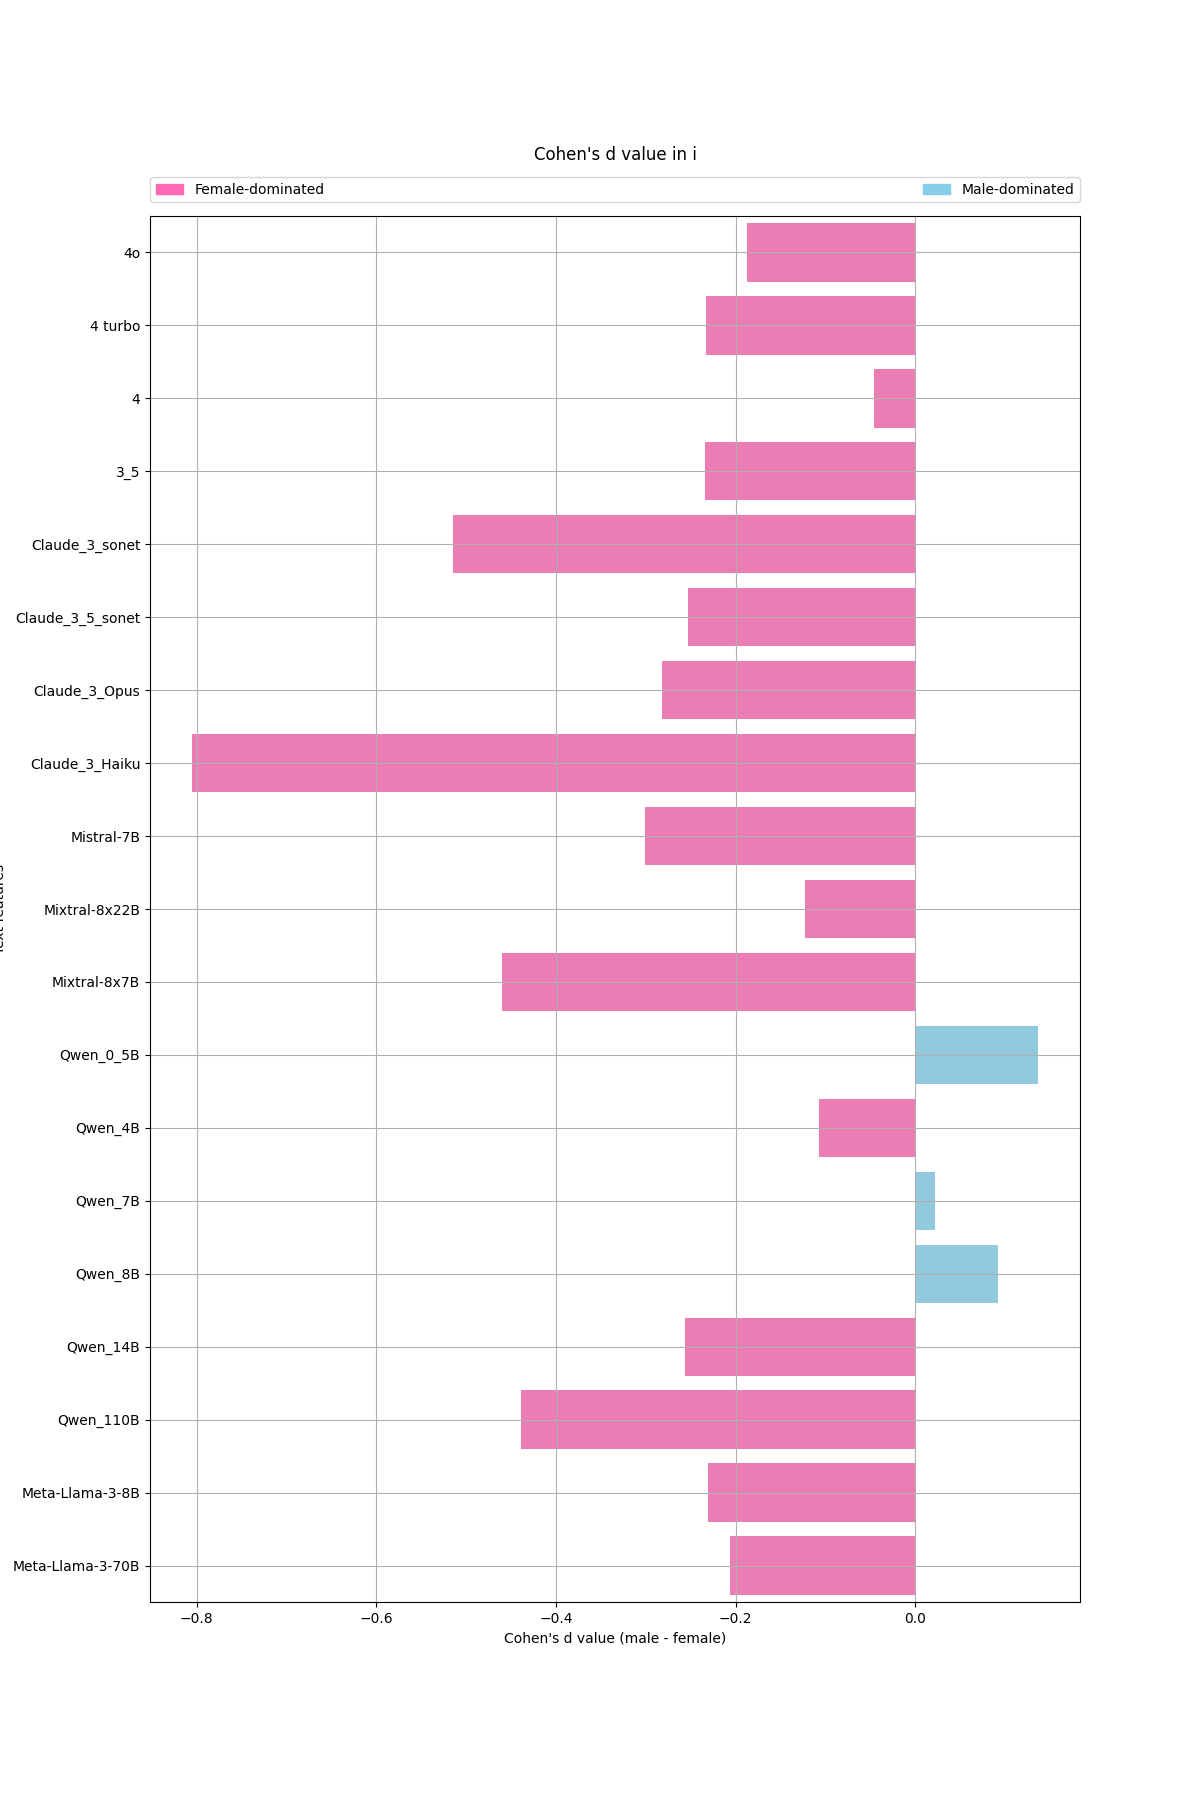 Cohen's d value in i
Female-dominated
Male-dominated
4o
4 turbo
4
3_5
Claude_3_sonet
Claude_3_5_sonet
Claude_3_Opus
Claude_3_Haiku
Mistral-7B
Mixtral-8x22B
Mixtral-8x7B
Qwen_0_5B
Qwen_4B
Qwen_7B
Qwen_8B
Qwen_14B
Qwen_110B
Meta-Llama-3-8B
Meta-Llama-3-70B
−0.8 −0.6 −0.4 −0.2 0.0
Cohen's d value (male - female)